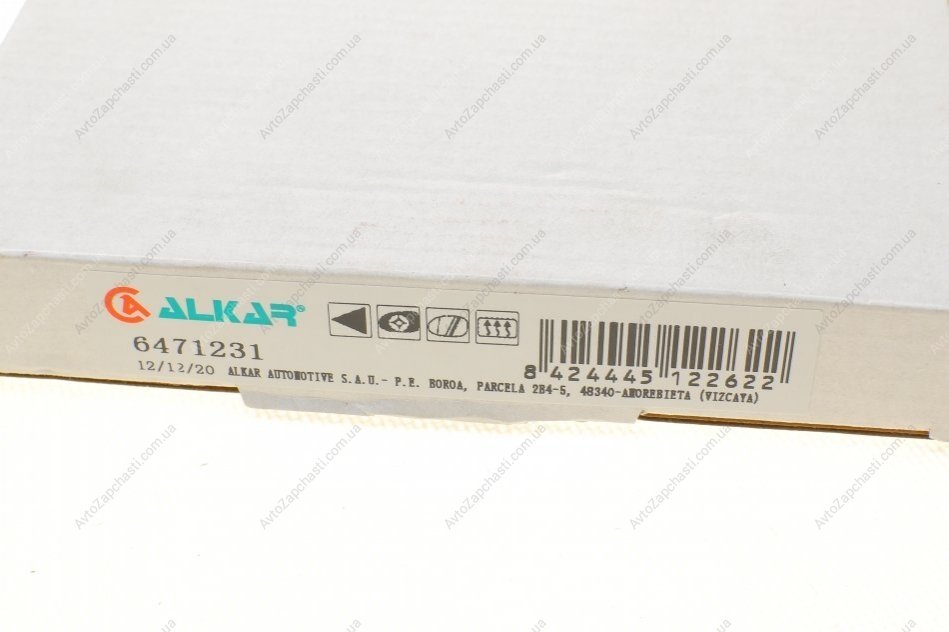 ALKAR®
6471231
8 424445 122622
12/12/20 ALKAR AUTOMOTIVE S.A.U.- P.E. BOROA, PARCELA 2B4-5, 48340-AMOREBIETA (VIZCAYA)
AvtoZapchasti.com.ua